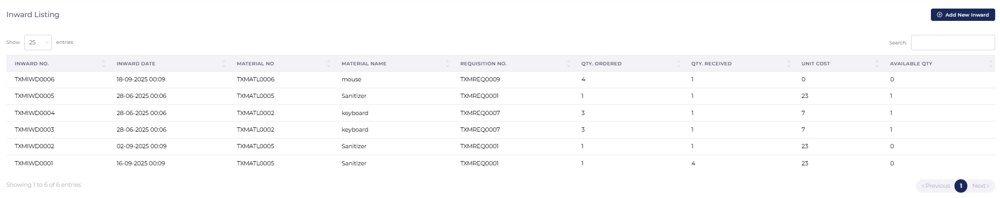 Inward Listing
Add New Inward
Show 25 entries
Search:
INWARD NO. INWARD DATE MATERIAL NO MATERIAL NAME REQUISITION NO. QTY. ORDERED QTY. RECEIVED UNIT COST AVAILABLE QTY
TXMIWD0006 18-09-2025 00:09 TXMATL0006 mouse TXMREQ0009 4 1 0 0
TXMIWD0005 28-06-2025 00:06 TXMATL0005 Sanitizer TXMREQ0001 1 1 23 1
TXMIWD0004 28-06-2025 00:06 TXMATL0002 keyboard TXMREQ0007 3 1 7 1
TXMIWD0003 28-06-2025 00:06 TXMATL0002 keyboard TXMREQ0007 3 1 7 1
TXMIWD0002 02-09-2025 00:09 TXMATL0005 Sanitizer TXMREQ0001 1 1 23 0
TXMIWD0001 16-09-2025 00:09 TXMATL0005 Sanitizer TXMREQ0001 1 4 23 0
Showing 1 to 6 of 6 entries
Previous 1 Next